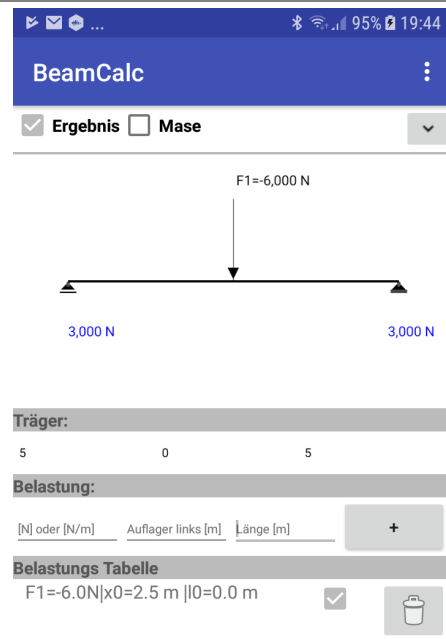 ... 95% 19:44
BeamCalc
Ergebnis Mase
F1=-6,000 N
3,000 N 3,000 N
Träger:
5 0 5
Belastung:
[N] oder [N/m] Auflager links [m] Länge [m] +
Belastungs Tabelle
F1=-6.0N|x0=2.5 m |l0=0.0 m